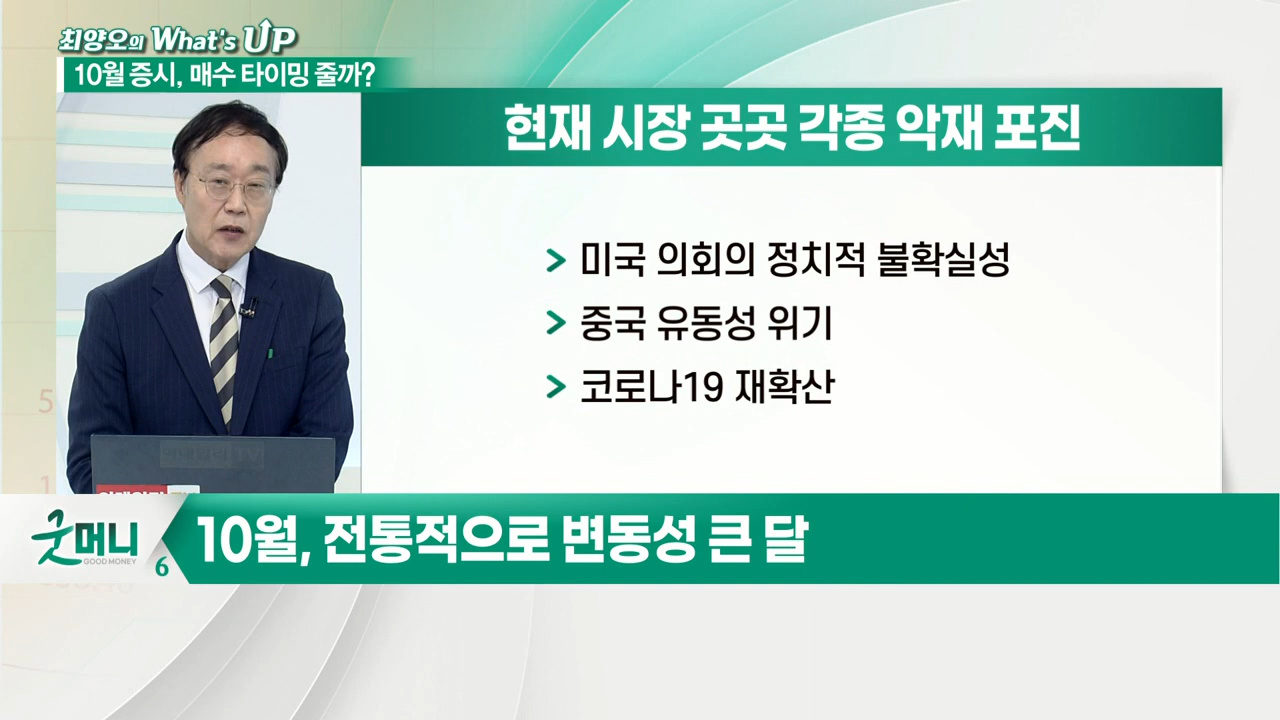 최양오의 What's UP
10월 증시, 매수 타이밍 줄까?
현재 시장 곳곳 각종 악재 포진
> 미국 의회의 정치적 불확실성
> 중국 유동성 위기
> 코로나19 재확산
5
1
굿머니
GOOD MONEY
6
10월, 전통적으로 변동성 큰 달